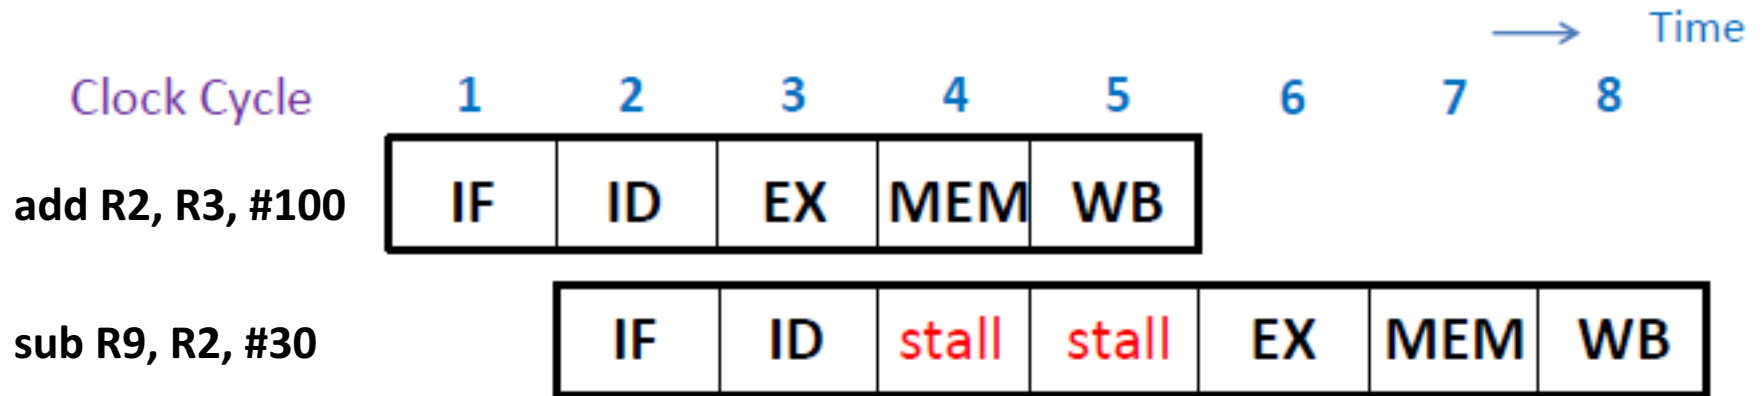 Time
Clock Cycle 1 2 3 4 5 6 7 8
add R2, R3, #100 IF ID EX MEM WB
sub R9, R2, #30 IF ID stall stall EX MEM WB